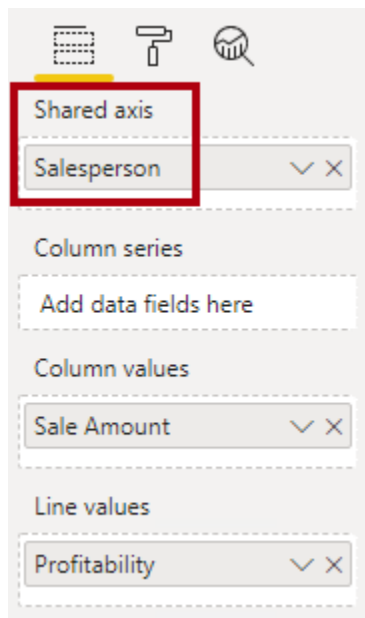 Shared axis
Salesperson
Column series
Add data fields here
Column values
Sale Amount
Line values
Profitability